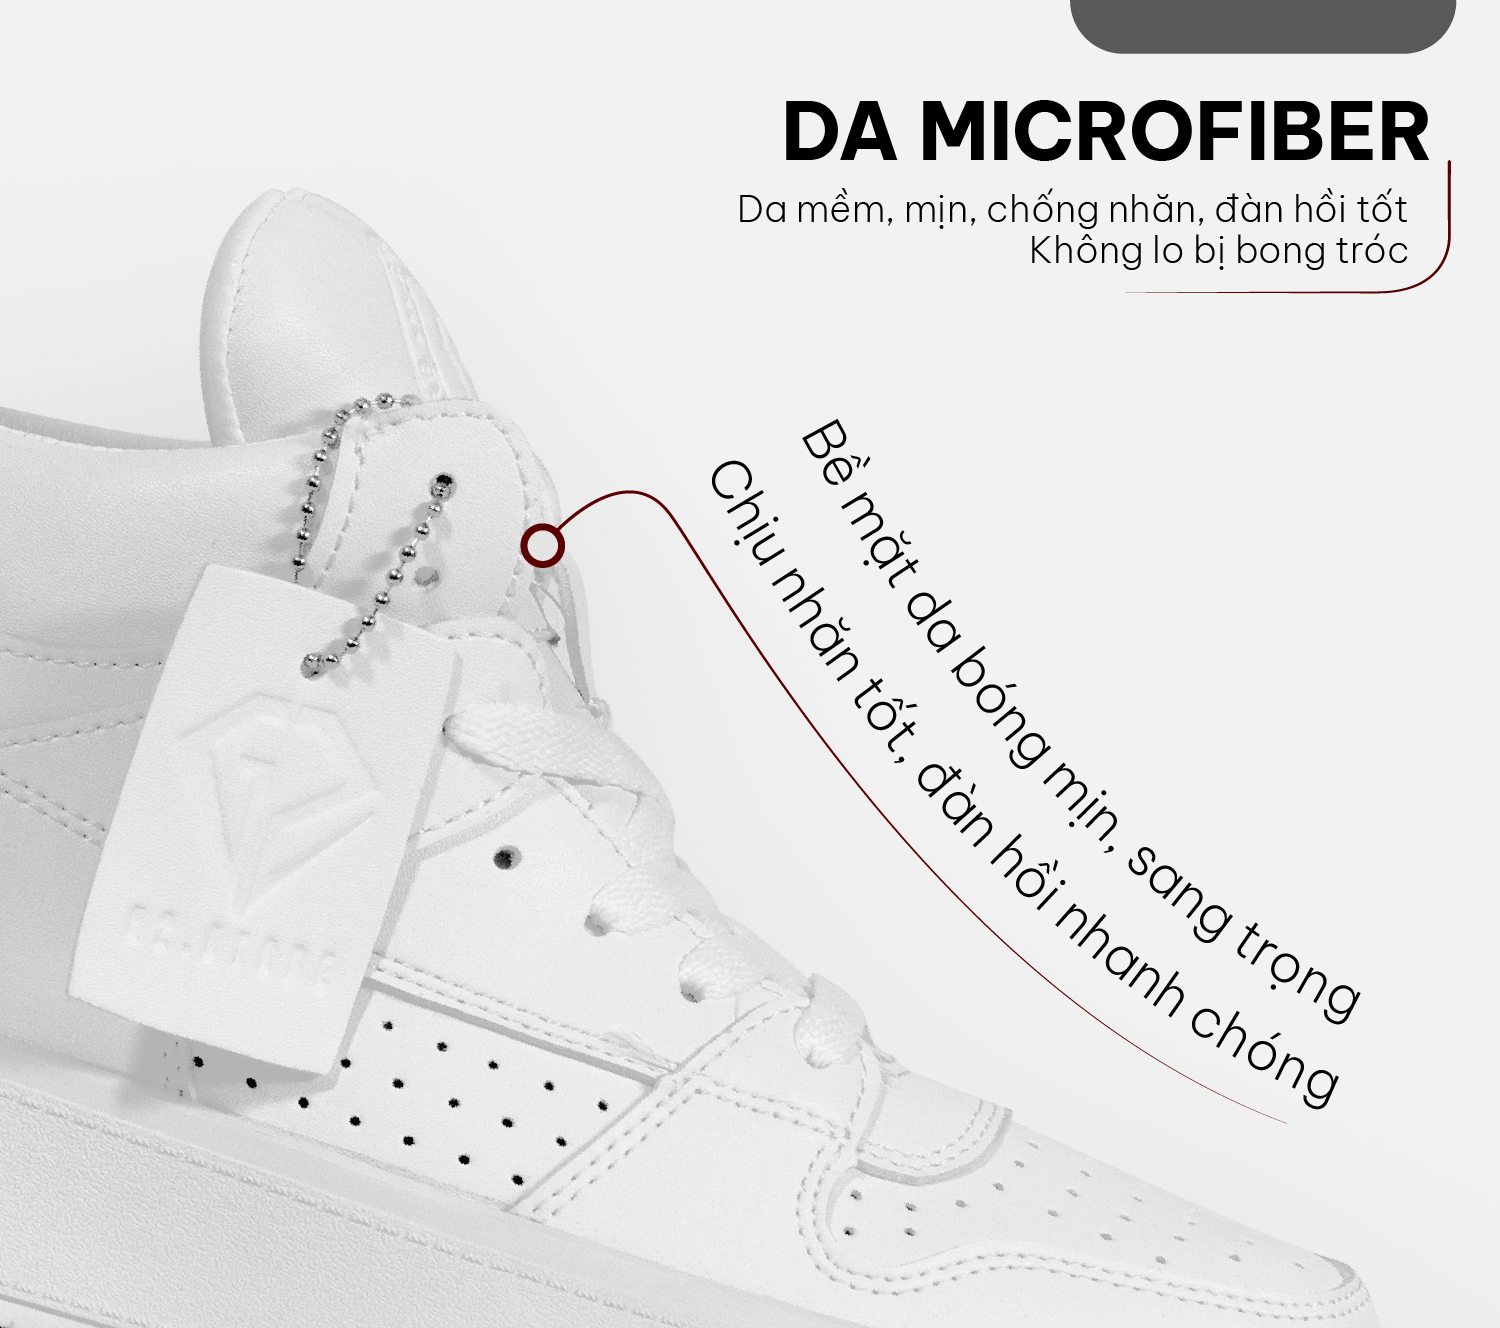 DA MICROFIBER
Da mềm, mịn, chống nhăn, đàn hồi tốt
Không lo bị bong tróc
Bề mặt da bóng mịn, sang trọng
Chịu nhăn tốt, đàn hồi nhanh chóng